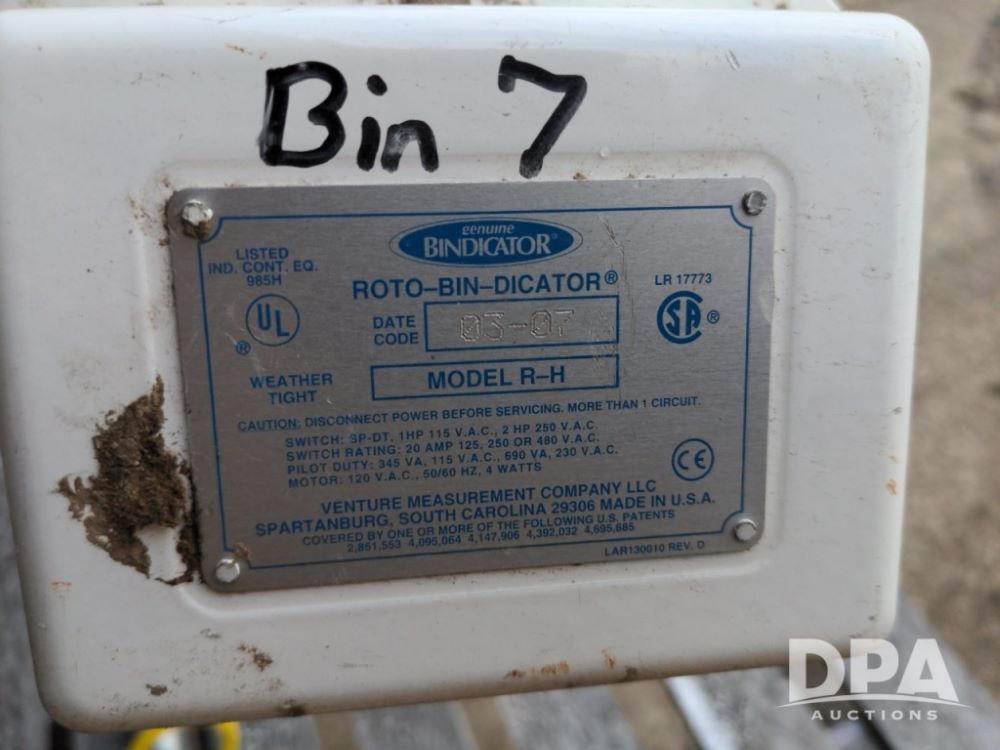 Bin 7
genuine
BINDICATOR®
LISTED
IND. CONT. EQ.
985H
UL
®
ROTO-BIN-DICATOR®
LR 17773
SA ®
DATE
CODE
03-07
WEATHER
TIGHT
MODEL R-H
CAUTION: DISCONNECT POWER BEFORE SERVICING. MORE THAN 1 CIRCUIT.
SWITCH: SP-DT, 1HP 115 V.A.C., 2 HP 250 V.A.C.
SWITCH RATING: 20 AMP 125, 250 OR 480 V.A.C.
PILOT DUTY: 345 VA, 115 V.A.C., 690 VA, 230 V.A.C.
MOTOR: 120 V.A.C., 50/60 HZ, 4 WATTS
CE
VENTURE MEASUREMENT COMPANY LLC
SPARTANBURG, SOUTH CAROLINA 29306 MADE IN U.S.A.
COVERED BY ONE OR MORE OF THE FOLLOWING U.S. PATENTS
2,851,553 4,095,064 4,147,906 4,392,032 4,695,685
LAR130010 REV. D
DPA
AUCTIONS